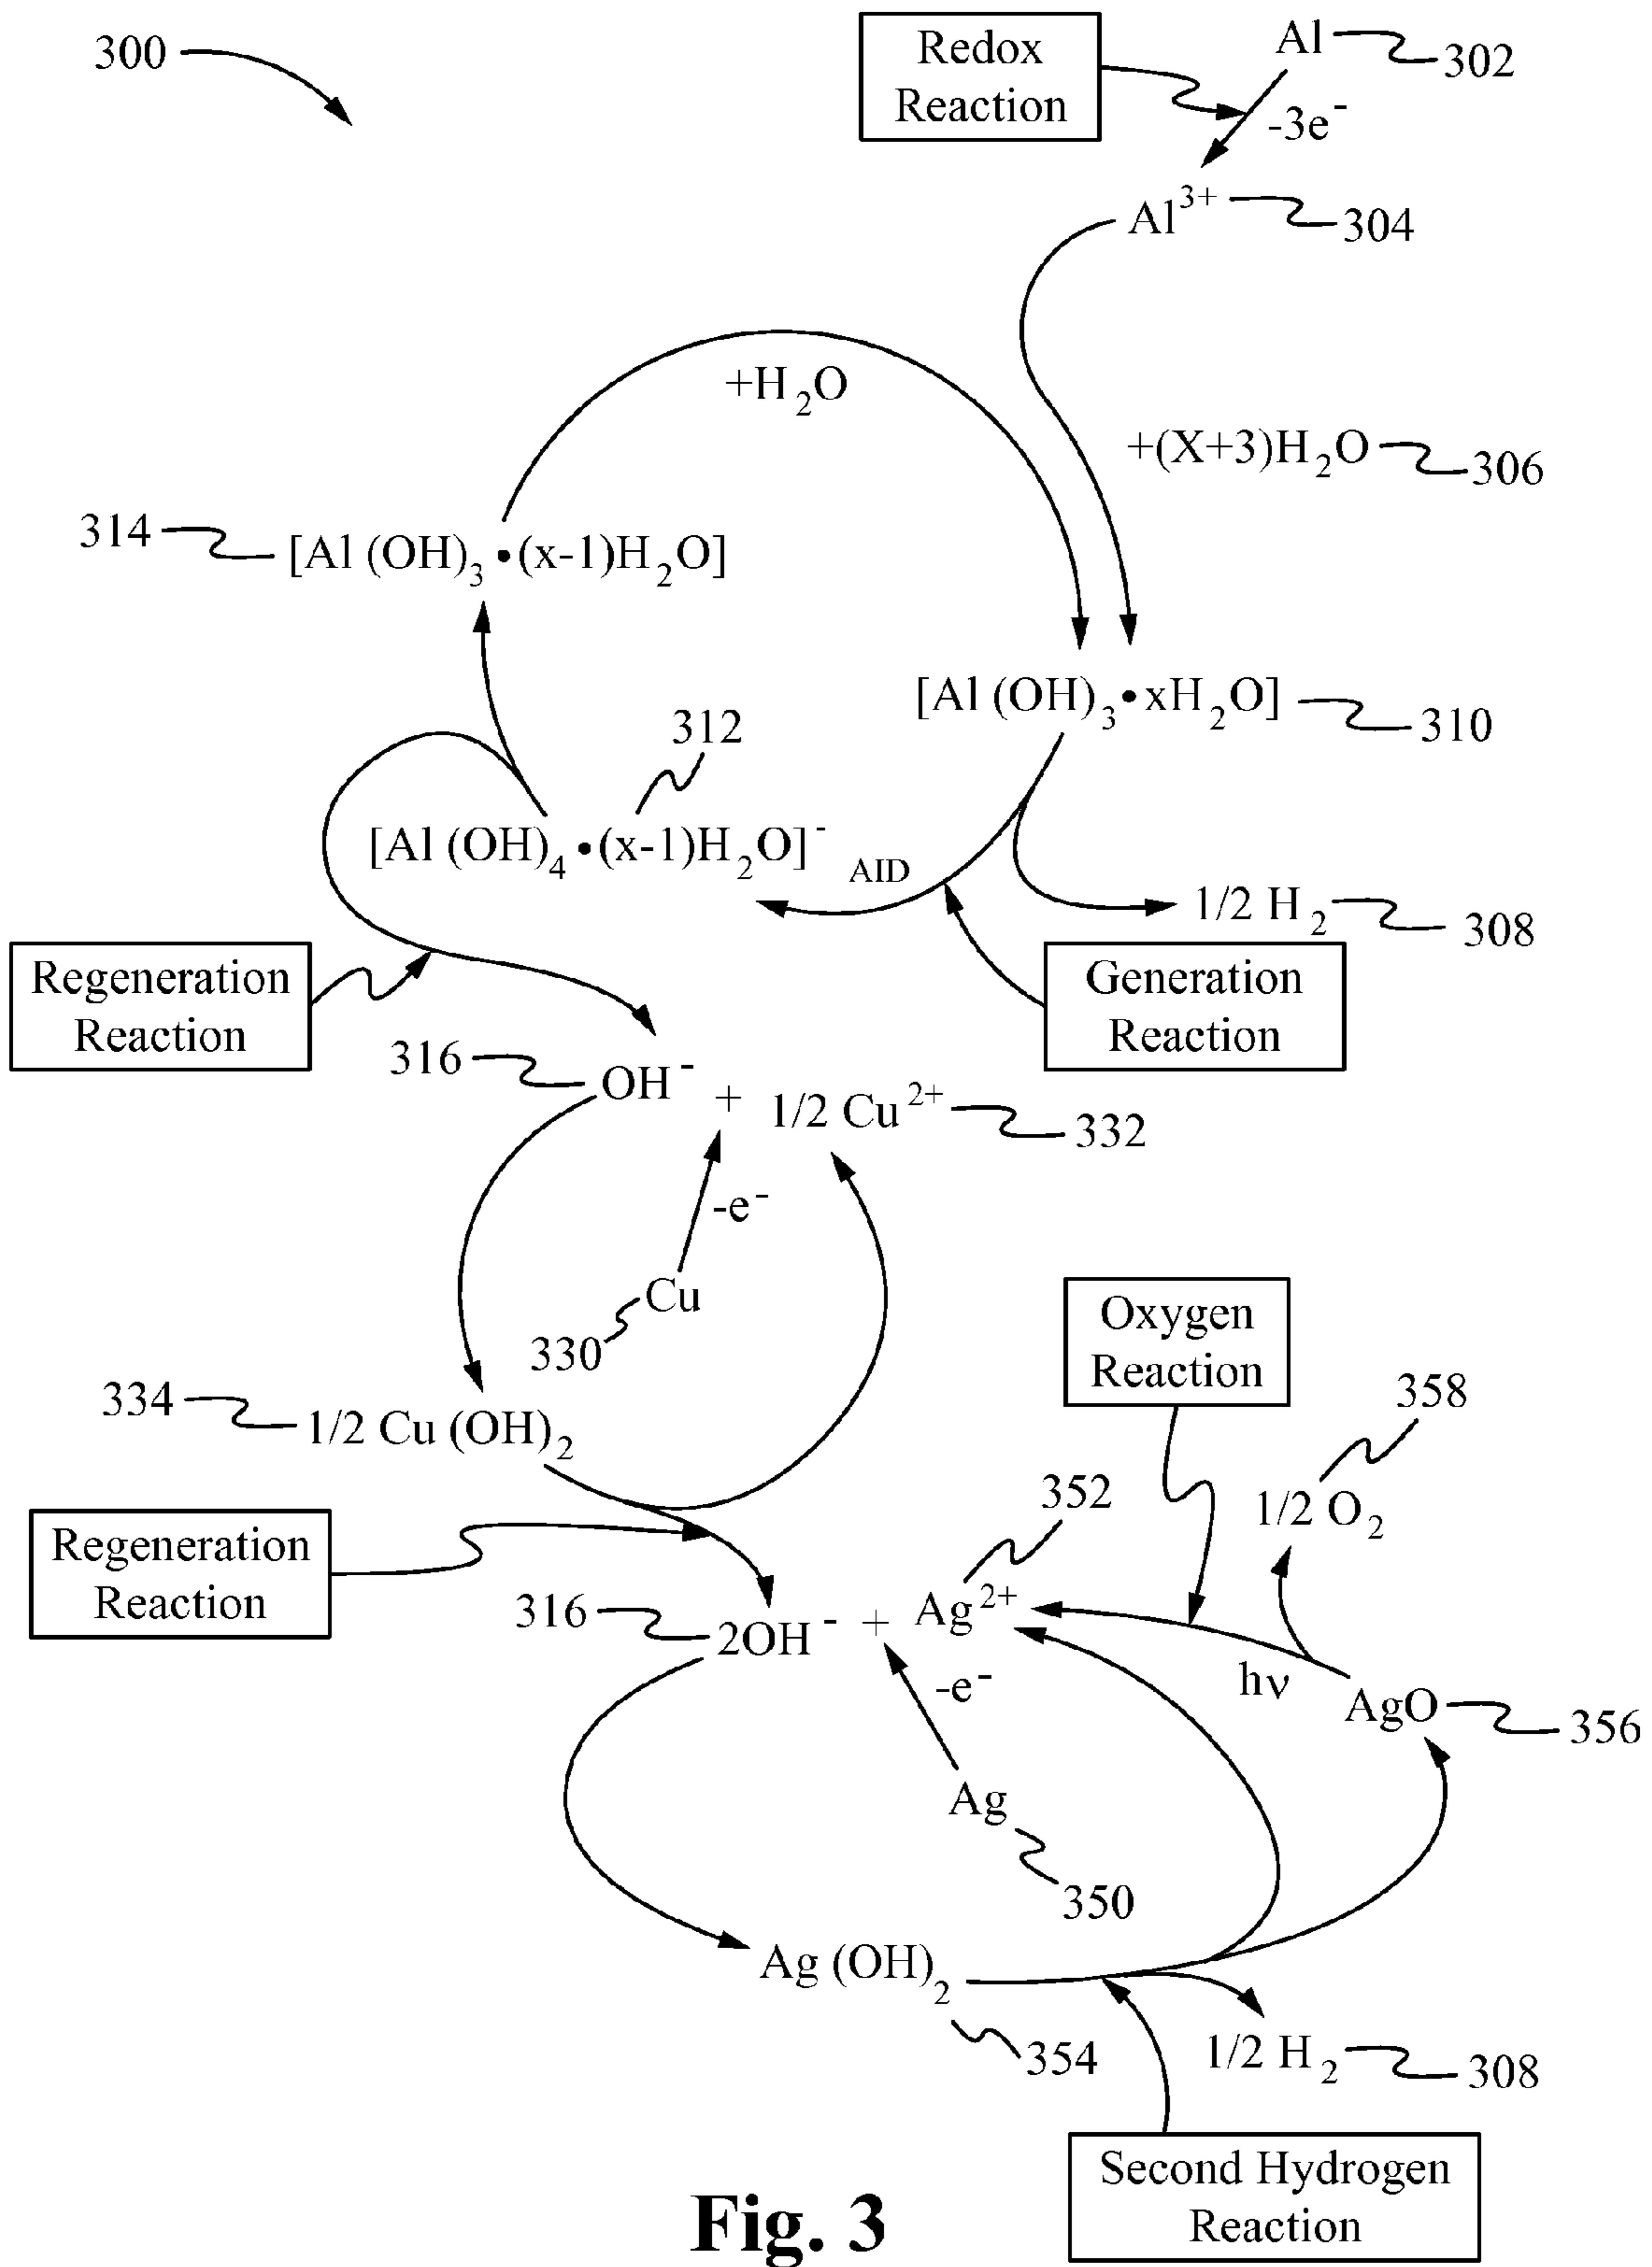 300
Redox
Reaction
Al
302
-3e⁻
Al³⁺
304
+H₂O
+(X+3)H₂O
306
314
[Al (OH)₃•(x-1)H₂O]
[Al (OH)₃•xH₂O]
310
312
[Al (OH)₄•(x-1)H₂O]⁻
AID
1/2 H₂
308
Regeneration
Reaction
Generation
Reaction
316
OH⁻ + 1/2 Cu²⁺
332
-e⁻
Cu
330
Oxygen
Reaction
334
1/2 Cu (OH)₂
358
1/2 O₂
352
Regeneration
Reaction
316
2OH⁻ + Ag²⁺
-e⁻
hν
AgO
356
Ag
350
Ag (OH)₂
354
1/2 H₂
308
Second Hydrogen
Reaction
Fig. 3